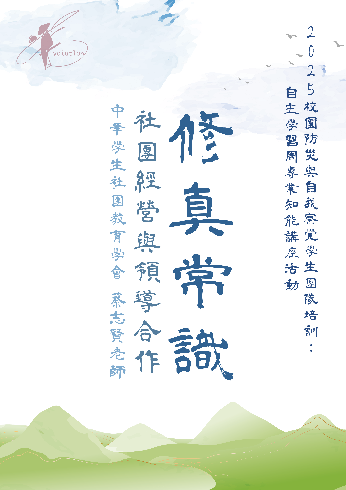 2025校園防災與自我察覺學生團隊培訓：
自主學習周專業知能講座活動
修真常識
社團經營與領導合作
中華學生社團教育學會 蔡志賢老師
volution